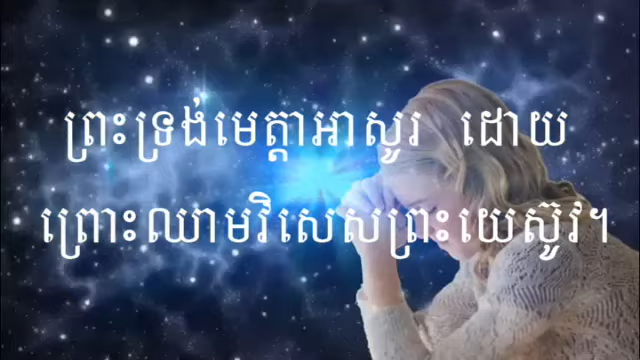 ព្រះទ្រង់មេត្តាអាសូរ ដោយ
ព្រោះឈាមវិសេសព្រះយេស៊ូវ។